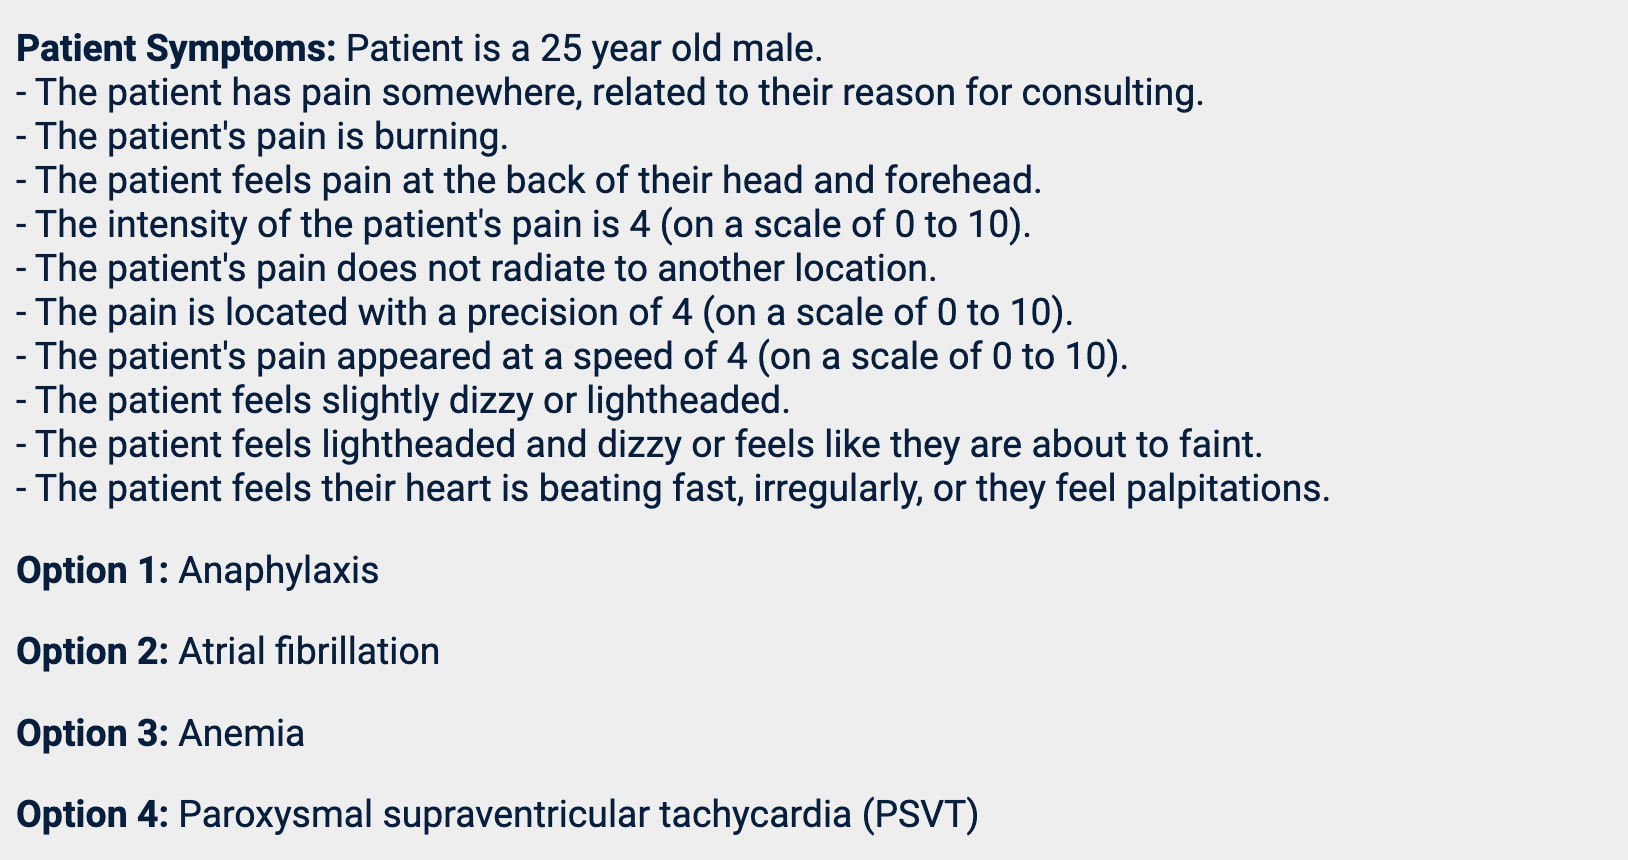 Patient Symptoms: Patient is a 25 year old male.
- The patient has pain somewhere, related to their reason for consulting.
- The patient's pain is burning.
- The patient feels pain at the back of their head and forehead.
- The intensity of the patient's pain is 4 (on a scale of 0 to 10).
- The patient's pain does not radiate to another location.
- The pain is located with a precision of 4 (on a scale of 0 to 10).
- The patient's pain appeared at a speed of 4 (on a scale of 0 to 10).
- The patient feels slightly dizzy or lightheaded.
- The patient feels lightheaded and dizzy or feels like they are about to faint.
- The patient feels their heart is beating fast, irregularly, or they feel palpitations.
Option 1: Anaphylaxis
Option 2: Atrial fibrillation
Option 3: Anemia
Option 4: Paroxysmal supraventricular tachycardia (PSVT)